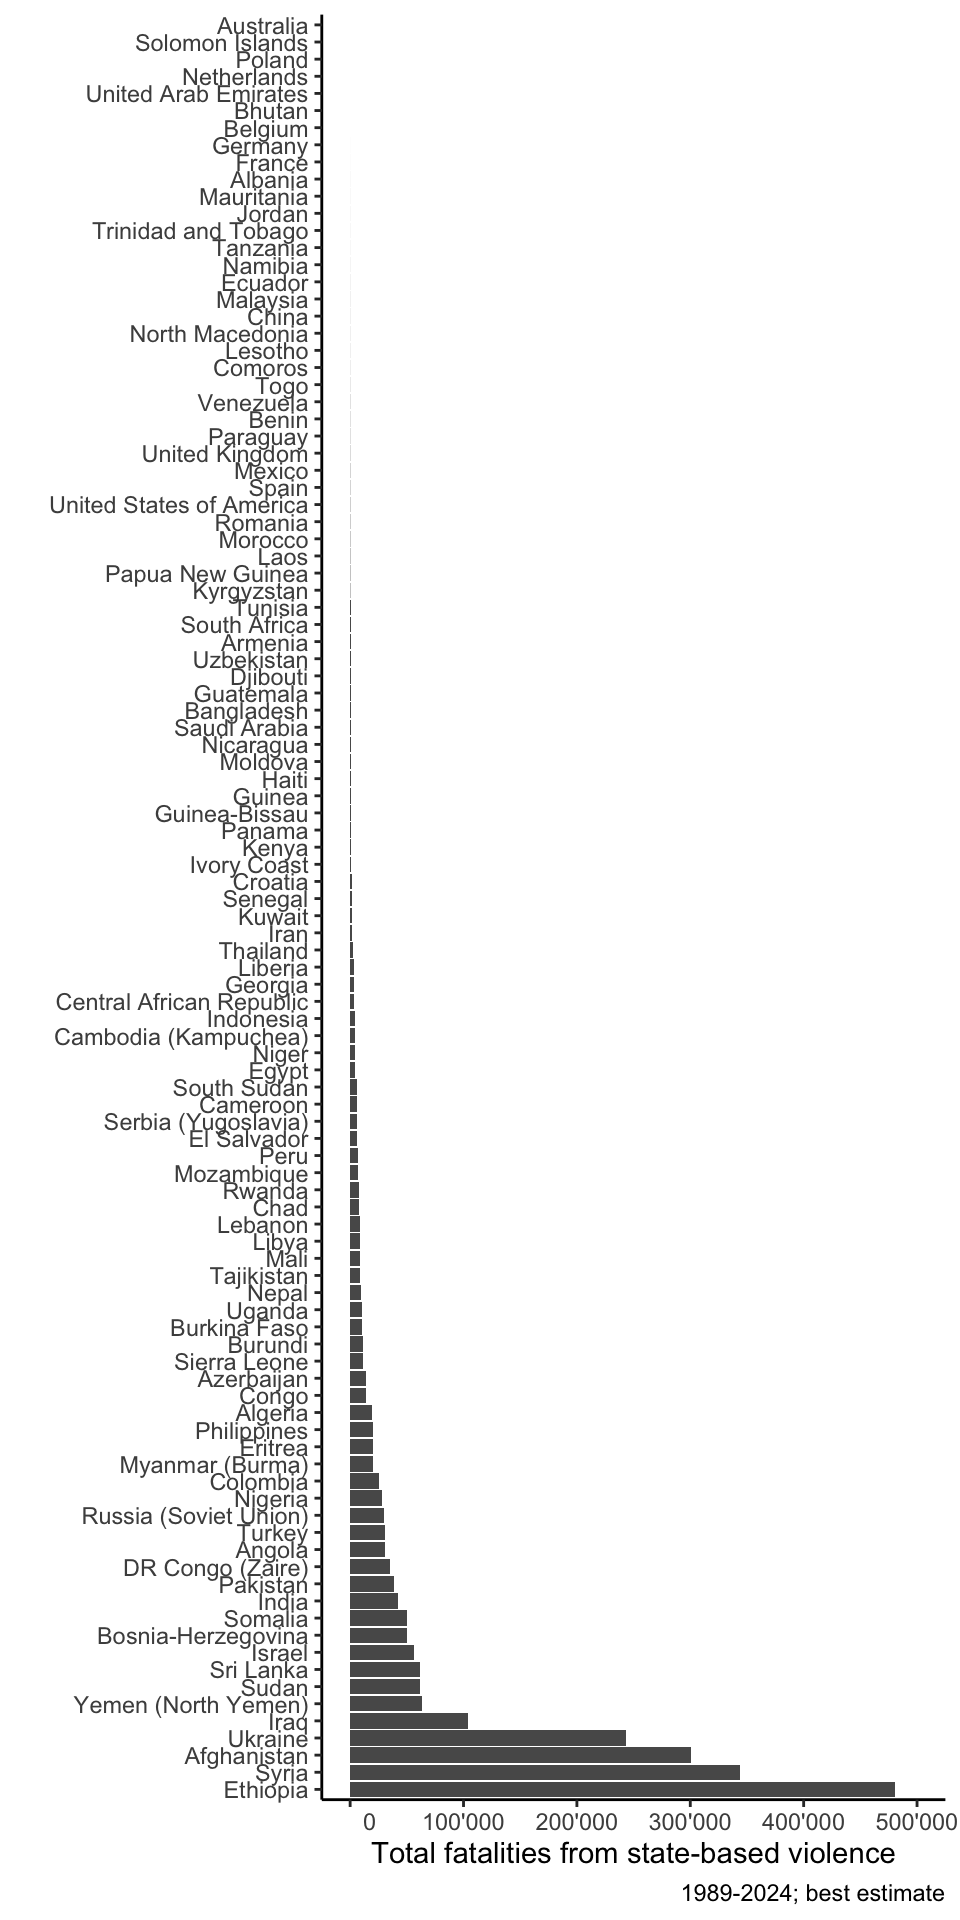 Australia
Solomon Islands
Poland
Netherlands
United Arab Emirates
Bhutan
Belgium
Germany
France
Albania
Mauritania
Jordan
Trinidad and Tobago
Tanzania
Namibia
Ecuador
Malaysia
China
North Macedonia
Lesotho
Comoros
Togo
Venezuela
Benin
Paraguay
United Kingdom
Mexico
Spain
United States of America
Romania
Morocco
Laos
Papua New Guinea
Kyrgyzstan
Tunisia
South Africa
Armenia
Uzbekistan
Djibouti
Guatemala
Bangladesh
Saudi Arabia
Nicaragua
Moldova
Haiti
Guinea
Guinea-Bissau
Panama
Kenya
Ivory Coast
Croatia
Senegal
Kuwait
Iran
Thailand
Liberia
Georgia
Central African Republic
Indonesia
Cambodia (Kampuchea)
Niger
Egypt
South Sudan
Cameroon
Serbia (Yugoslavia)
El Salvador
Peru
Mozambique
Rwanda
Chad
Lebanon
Libya
Mali
Tajikistan
Nepal
Uganda
Burkina Faso
Burundi
Sierra Leone
Azerbaijan
Congo
Algeria
Philippines
Eritrea
Myanmar (Burma)
Colombia
Nigeria
Russia (Soviet Union)
Turkey
Angola
DR Congo (Zaire)
Pakistan
India
Somalia
Bosnia-Herzegovina
Israel
Sri Lanka
Sudan
Yemen (North Yemen)
Iraq
Ukraine
Afghanistan
Syria
Ethiopia
0 100'000 200'000 300'000 400'000 500'000
Total fatalities from state-based violence
1989-2024; best estimate